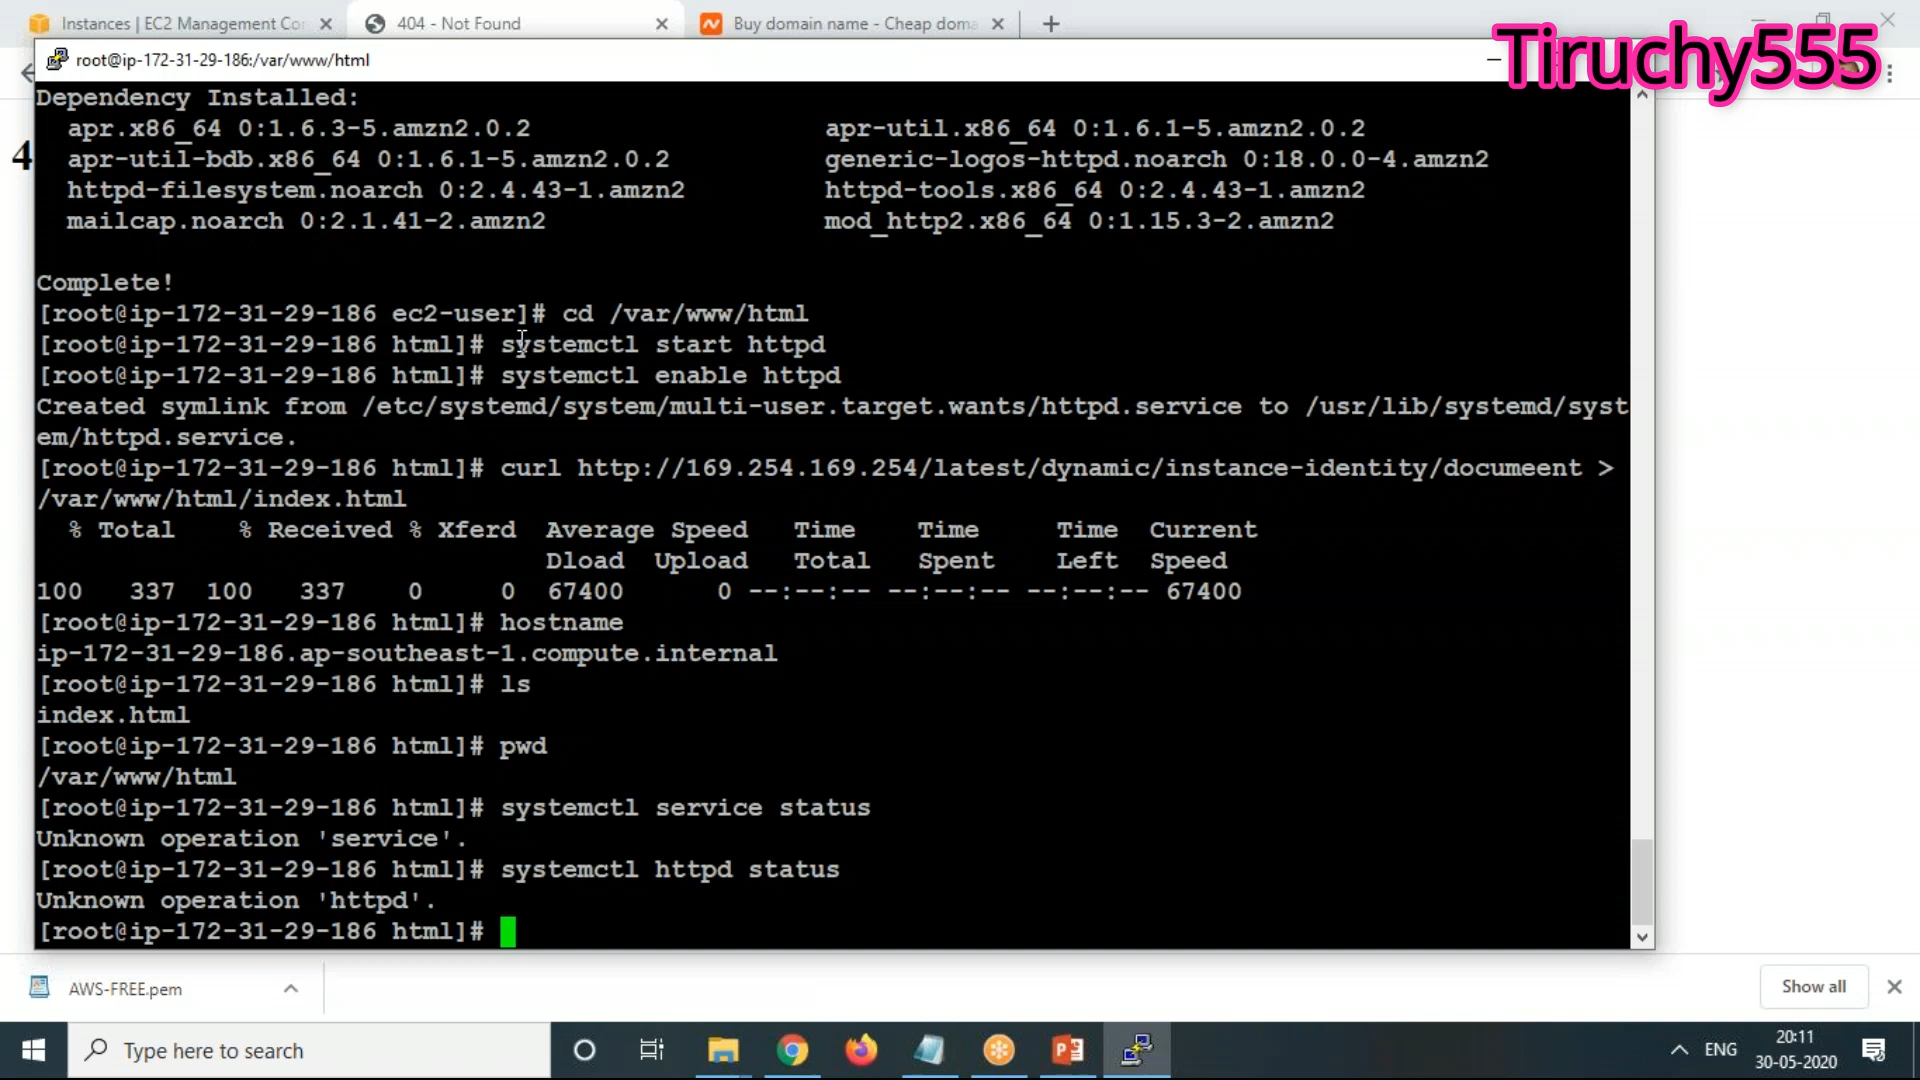 Instances | EC2 Management Co
404 - Not Found
Buy domain name - Cheap doma
Tiruchy555
root@ip-172-31-29-186:/var/www/html
4
Dependency Installed:
apr.x86_64 0:1.6.3-5.amzn2.0.2 apr-util.x86_64 0:1.6.1-5.amzn2.0.2
apr-util-bdb.x86_64 0:1.6.1-5.amzn2.0.2 generic-logos-httpd.noarch 0:18.0.0-4.amzn2
httpd-filesystem.noarch 0:2.4.43-1.amzn2 httpd-tools.x86_64 0:2.4.43-1.amzn2
mailcap.noarch 0:2.1.41-2.amzn2 mod_http2.x86_64 0:1.15.3-2.amzn2
Complete!
[root@ip-172-31-29-186 ec2-user]# cd /var/www/html
[root@ip-172-31-29-186 html]# systemctl start httpd
[root@ip-172-31-29-186 html]# systemctl enable httpd
Created symlink from /etc/systemd/system/multi-user.target.wants/httpd.service to /usr/lib/systemd/syst
em/httpd.service.
[root@ip-172-31-29-186 html]# curl http://169.254.169.254/latest/dynamic/instance-identity/documeent >
/var/www/html/index.html
% Total % Received % Xferd Average Speed Time Time Time Current
Dload Upload Total Spent Left Speed
100 337 100 337 0 0 67400 0 --:--:-- --:--:-- --:--:-- 67400
[root@ip-172-31-29-186 html]# hostname
ip-172-31-29-186.ap-southeast-1.compute.internal
[root@ip-172-31-29-186 html]# ls
index.html
[root@ip-172-31-29-186 html]# pwd
/var/www/html
[root@ip-172-31-29-186 html]# systemctl service status
Unknown operation 'service'.
[root@ip-172-31-29-186 html]# systemctl httpd status
Unknown operation 'httpd'.
[root@ip-172-31-29-186 html]#
AWS-FREE.pem
Show all
Type here to search
ENG
20:11
30-05-2020